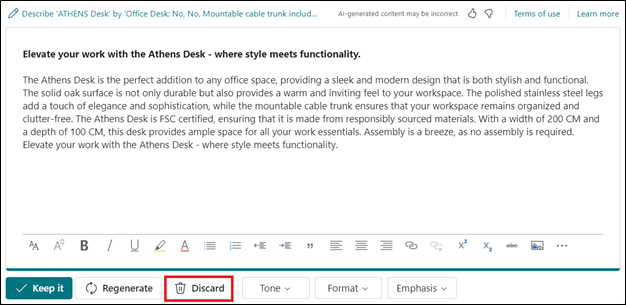 Describe 'ATHENS Desk' by 'Office Desk: No, No, Mountable cable trunk includ...
AI-generated content may be incorrect
Terms of use
Learn more
Elevate your work with the Athens Desk - where style meets functionality.
The Athens Desk is the perfect addition to any office space, providing a sleek and modern design that is both stylish and functional.
The solid oak surface is not only durable but also provides a warm and inviting feel to your workspace. The polished stainless steel legs
add a touch of elegance and sophistication, while the mountable cable trunk ensures that your workspace remains organized and
clutter-free. The Athens Desk is FSC certified, ensuring that it is made from responsibly sourced materials. With a width of 200 CM and
a depth of 100 CM, this desk provides ample space for all your work essentials. Assembly is a breeze, as no assembly is required.
Elevate your work with the Athens Desk - where style meets functionality.
AA A B I U A " x² x₂ abc ...
Keep it Regenerate Discard Tone Format Emphasis